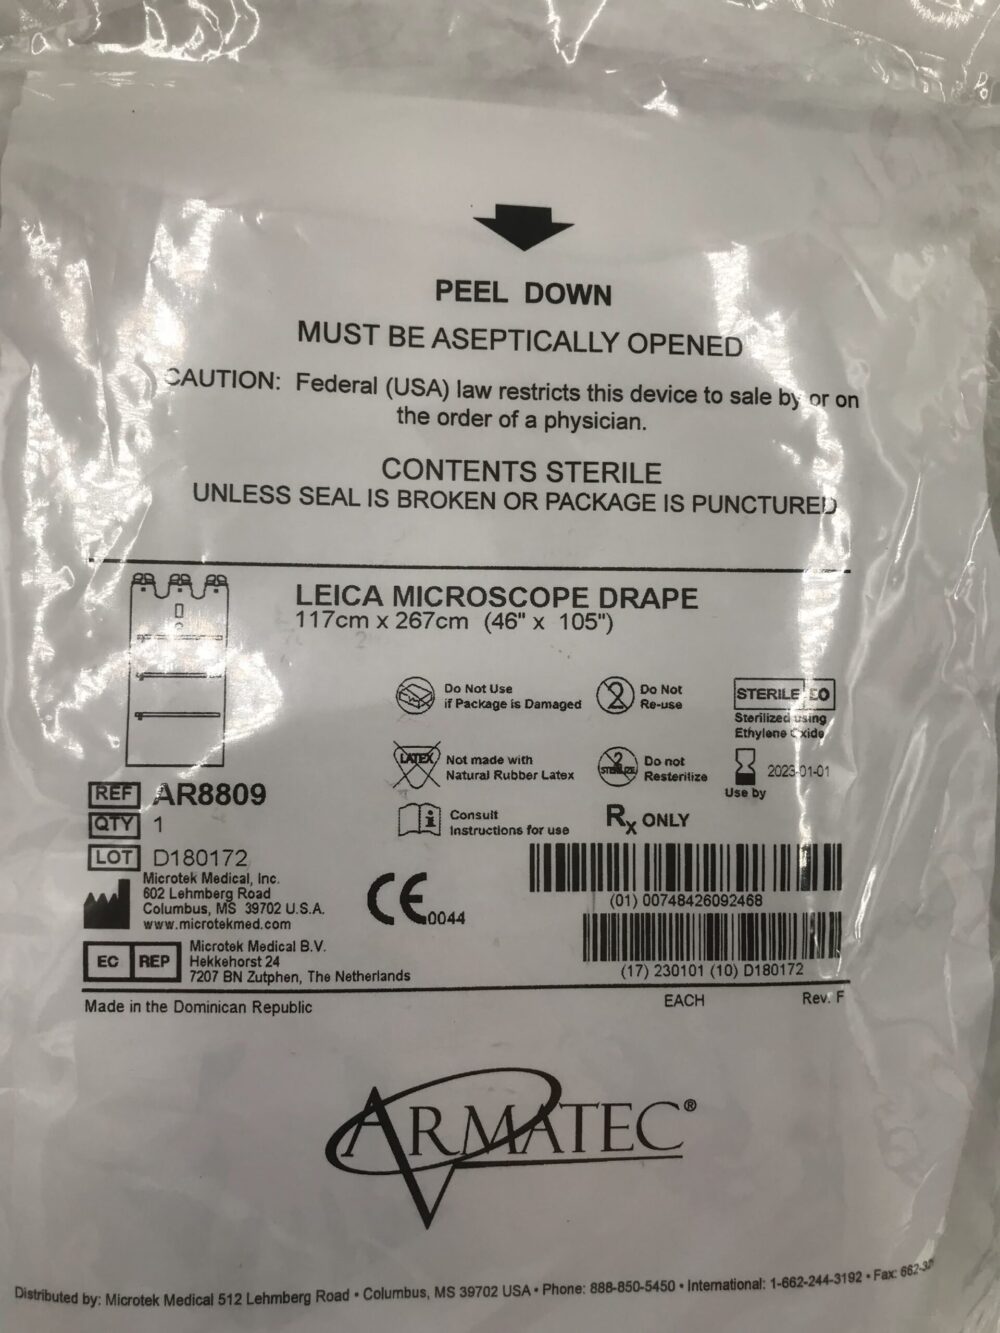 PEEL DOWN
MUST BE ASEPTICALLY OPENED
CAUTION: Federal (USA) law restricts this device to sale by or on
the order of a physician.
CONTENTS STERILE
UNLESS SEAL IS BROKEN OR PACKAGE IS PUNCTURED
LEICA MICROSCOPE DRAPE
117cm x 267cm (46" x 105")
Do Not Use
if Package is Damaged
2
Do Not
Re-use
STERILE EO
Sterilized using
Ethylene Oxide
LATEX
Not made with
Natural Rubber Latex
2
STERILIZE
Do not
Resterilize
2023-01-01
Use by
i
Consult
Instructions for use
Rx ONLY
REF AR8809
QTY 1
LOT D180172
Microtek Medical, Inc.
602 Lehmberg Road
Columbus, MS 39702 U.S.A.
www.microtekmed.com
CE 0044
(01) 00748426092468
(17) 230101 (10) D180172
EC REP
Microtek Medical B.V.
Hekkehorst 24
7207 BN Zutphen, The Netherlands
Made in the Dominican Republic
EACH
Rev. F
ARMATEC®
Distributed by: Microtek Medical 512 Lehmberg Road • Columbus, MS 39702 USA • Phone: 888-850-5450 • International: 1-662-244-3192 • Fax: